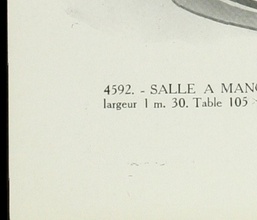 4592. - SALLE A MAN
largeur 1 m. 30. Table 105